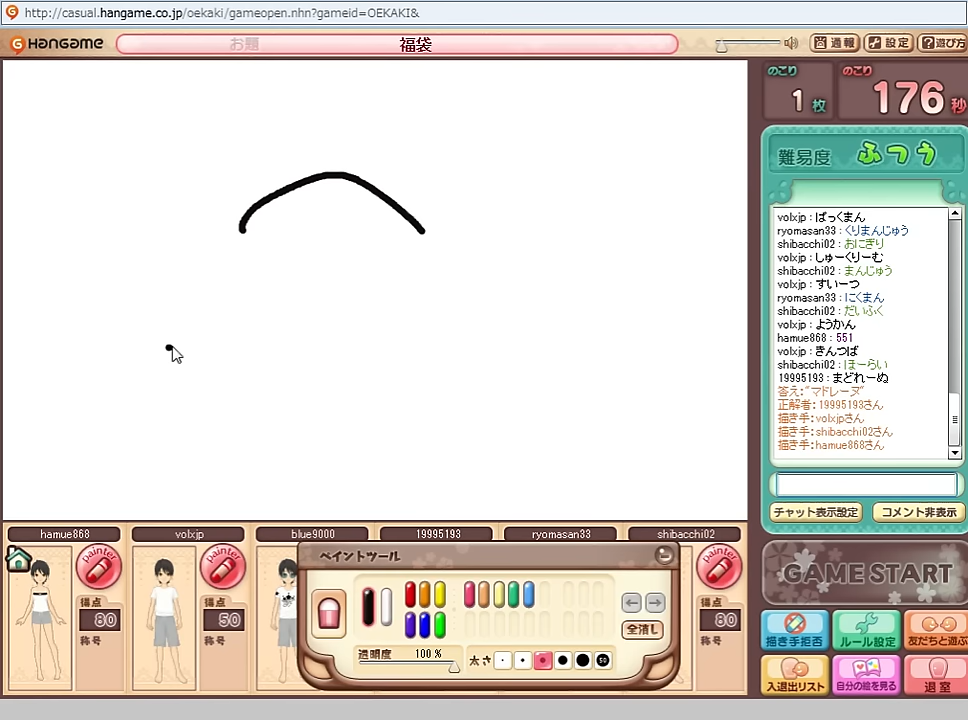 http://casual.hangame.co.jp/oekaki/gameopen.nhn?gameid=OEKAKI&
HANGAME
お題
福袋
通報
設定
遊び方
のこり
1枚
のこり
176秒
難易度 ふつう
volxjp : ぱっくまん
ryomasan33 : くりまんじゅう
shibacchi02 : おにぎり
volxjp : しゅーくりーむ
shibacchi02 : まんじゅう
volxjp : すいーつ
ryomasan33 : にくまん
shibacchi02 : だいふく
volxjp : ようかん
hamue868 : 551
volxjp : きんつば
shibacchi02 : ほーらい
19995193 : まどれーぬ
答え:"マドレーヌ"
正解者: 19995193さん
描き手: volxjpさん
描き手: shibacchi02さん
描き手: hamue868さん
チャット表示設定
コメント非表示
GAME START
描き手拒否
ルール設定
友だちと遊ぶ
入退出リスト
自分の絵を見る
退室
hamue868
volxjp
blue9000
19995193
ryomasan33
shibacchi02
painter
得点
80
称号
painter
得点
50
称号
painter
得点
80
称号
ペイントツール
全消し
透明度 100 %
太さ
50